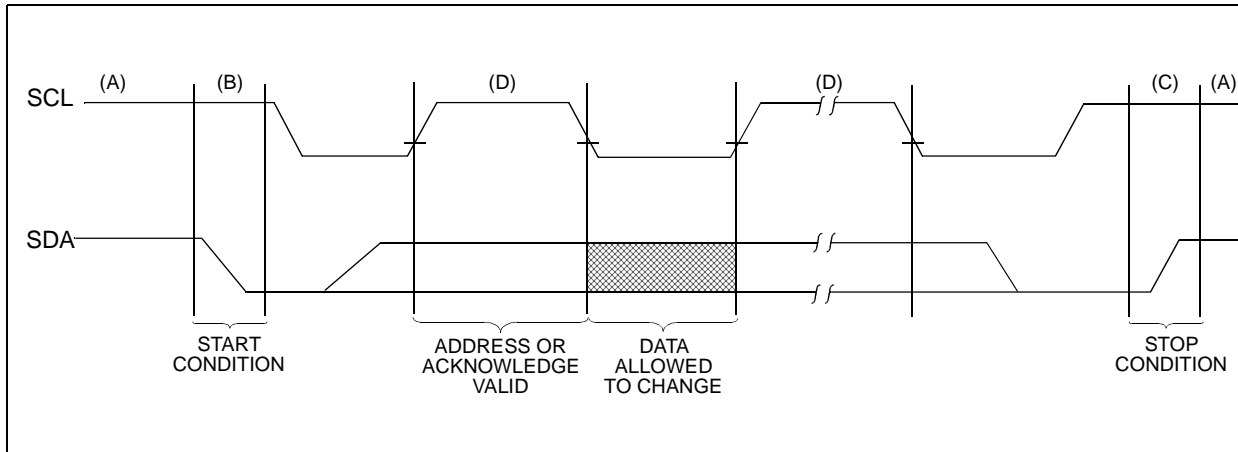 (A) (B) (D) (D) (C) (A)
SCL
SDA
START
CONDITION
ADDRESS OR
ACKNOWLEDGE
VALID
DATA
ALLOWED
TO CHANGE
STOP
CONDITION